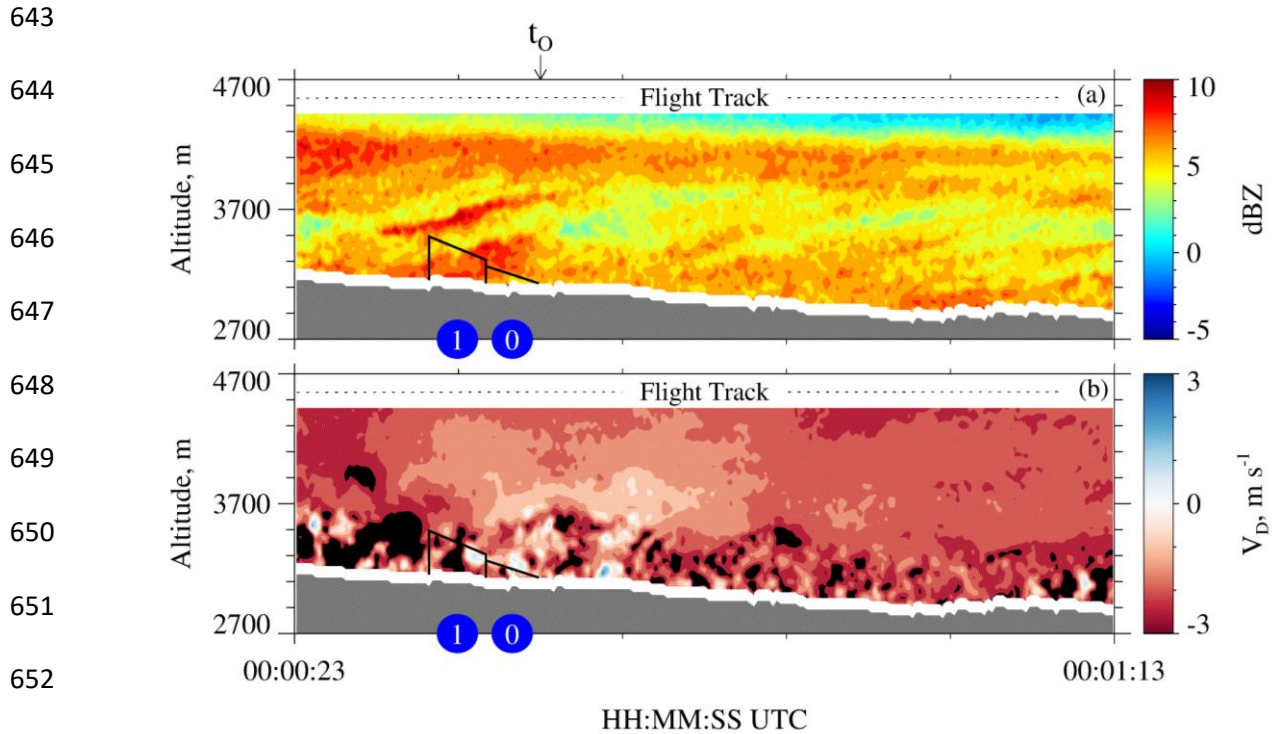 643
t₀
644
4700
Flight Track
(a)
10
645
5
Altitude, m
3700
dBZ
646
0
647
-5
2700
1 0
648
4700
Flight Track
(b)
3
649
Altitude, m
3700
0
V_D, m s⁻¹
650
651
-3
2700
1 0
652
00:00:23
00:01:13
HH:MM:SS UTC